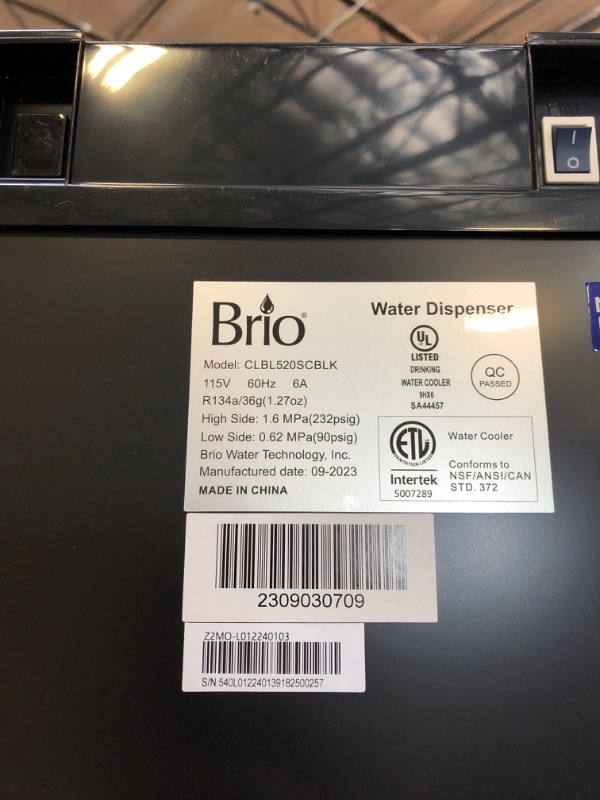 Brio®
Water Dispenser
Model: CLBL520SCBLK
115V 60Hz 6A
R134a/36g(1.27oz)
High Side: 1.6 MPa(232psig)
Low Side: 0.62 MPa(90psig)
Brio Water Technology, Inc.
Manufactured date: 09-2023
MADE IN CHINA
UL
LISTED
DRINKING
WATER COOLER
9HX6
SA44457
QC
PASSED
ETL
SANITATION LISTED
Intertek
5007289
Water Cooler
Conforms to
NSF/ANSI/CAN
STD. 372
2309030709
Z2MO-L012240103
S/N:540L012240139182500257